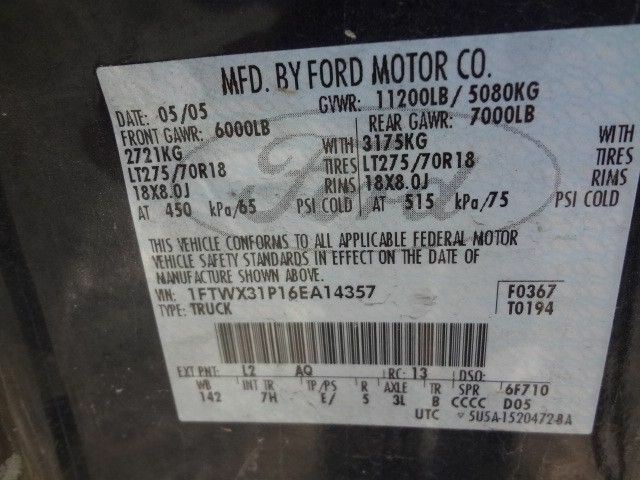 MFD. BY FORD MOTOR CO.
DATE: 05/05 GVWR: 11200LB/ 5080KG
FRONT GAWR: 6000LB REAR GAWR: 7000LB
2721KG WITH 3175KG WITH
LT275/70R18 TIRES LT275/70R18 TIRES
18X8.0J RIMS 18X8.0J RIMS
AT 450 kPa/65 PSI COLD AT 515 kPa/75 PSI COLD
Ford
THIS VEHICLE CONFORMS TO ALL APPLICABLE FEDERAL MOTOR
VEHICLE SAFETY STANDARDS IN EFFECT ON THE DATE OF
MANUFACTURE SHOWN ABOVE.
VIN: 1FTWX31P16EA14357 F0367
TYPE: TRUCK T0194
EXT PNT: L2 AQ RC: 13 DSO:
WB INT TR TP/PS R AXLE TR SPR 6F710
142 7H E/ 5 3L B CCCC D05
UTC ▽ 5U5A-1520472-BA